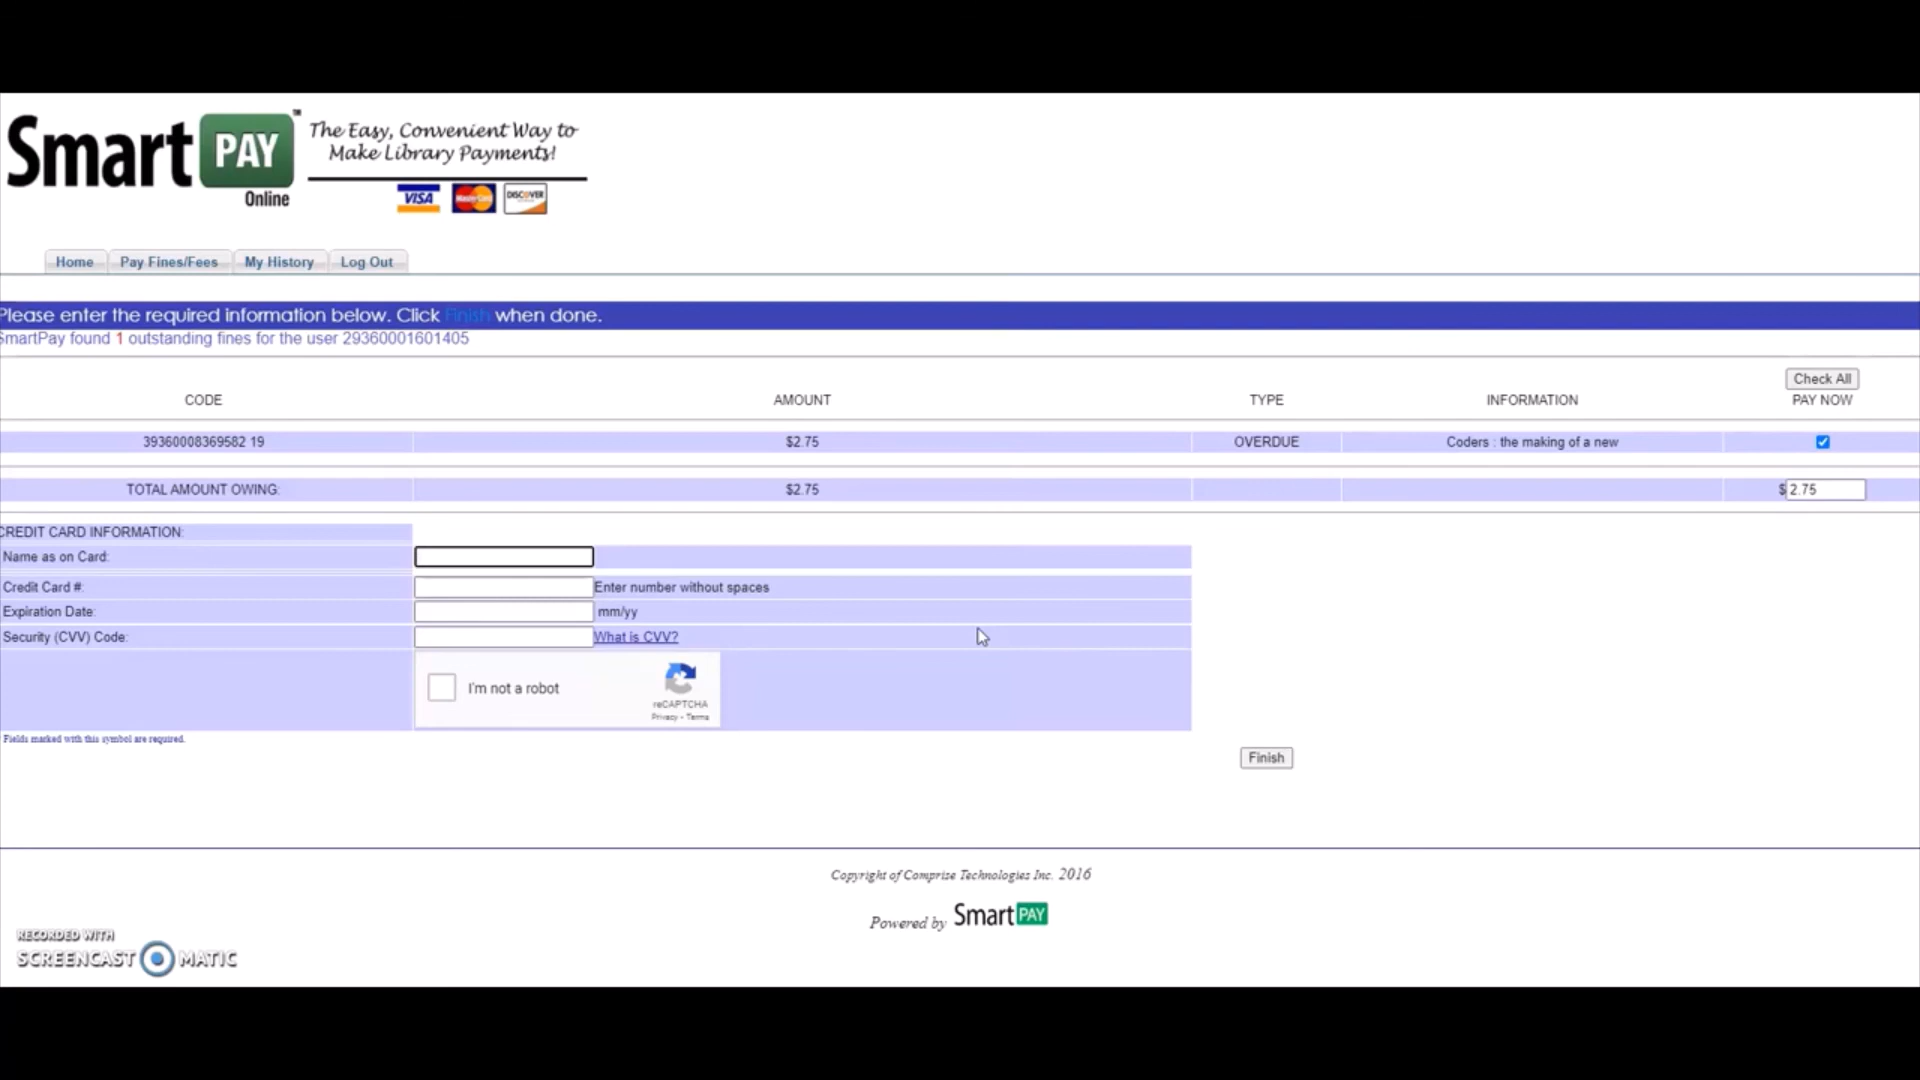 Smart PAY ™
Online
The Easy, Convenient Way to
Make Library Payments!
VISA MasterCard DISCOVER
Home Pay Fines/Fees My History Log Out
Please enter the required information below. Click Finish when done.
SmartPay found 1 outstanding fines for the user 29360001601405
Check All
CODE AMOUNT TYPE INFORMATION PAY NOW
39360008369582 19 $2.75 OVERDUE Coders : the making of a new
TOTAL AMOUNT OWING: $2.75 $ 2.75
CREDIT CARD INFORMATION:
Name as on Card:
Credit Card #: Enter number without spaces
Expiration Date: mm/yy
Security (CVV) Code: What is CVV?
I'm not a robot
reCAPTCHA
Privacy - Terms
Fields marked with this symbol are required.
Finish
Copyright of Comprise Technologies Inc. 2016
Powered by Smart PAY
RECORDED WITH
SCREENCAST MATIC